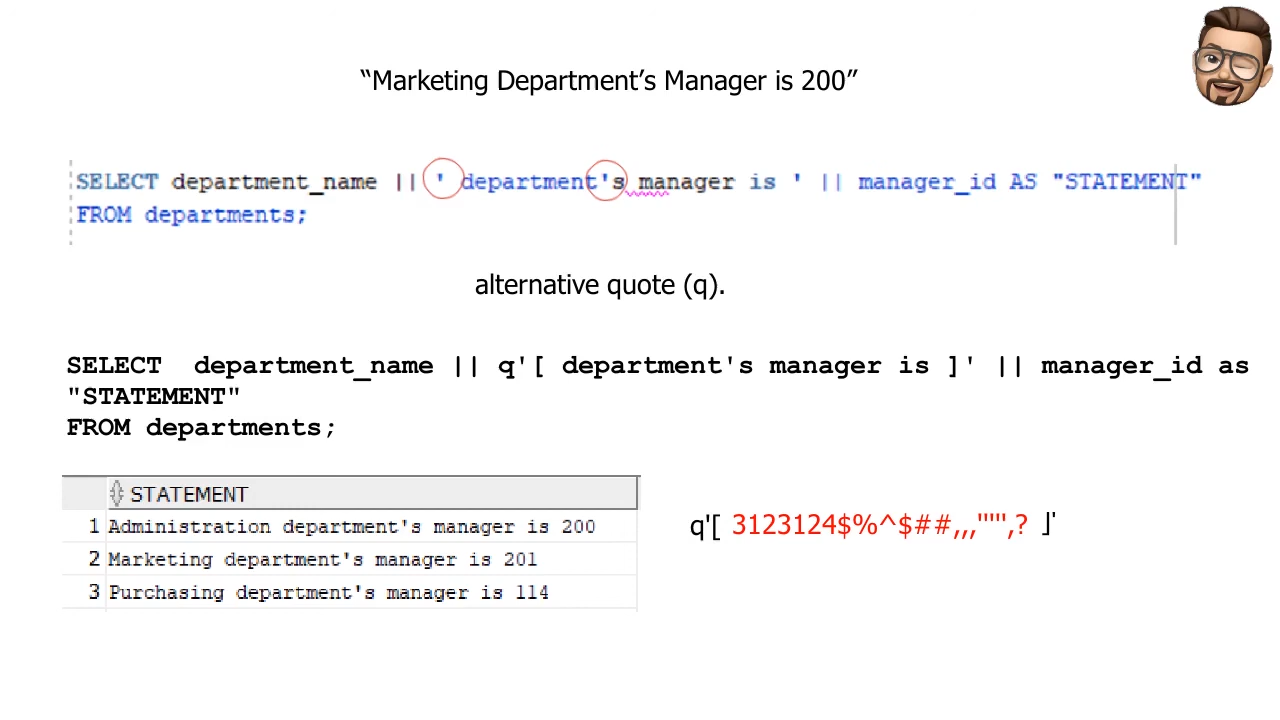 “Marketing Department’s Manager is 200”
SELECT department_name || ' department's manager is ' || manager_id AS "STATEMENT"
FROM departments;
alternative quote (q).
SELECT  department_name || q'[ department's manager is ]' || manager_id as
"STATEMENT"
FROM departments;
STATEMENT
1 Administration department's manager is 200
2 Marketing department's manager is 201
3 Purchasing department's manager is 114
q'[ 3123124$%^$##,,,"'",? ]'